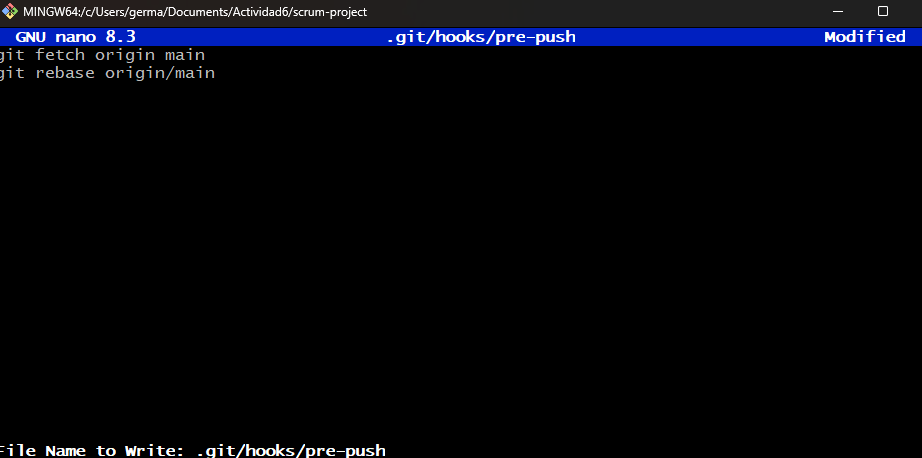 MINGW64:/c/Users/germa/Documents/Actividad6/scrum-project
GNU nano 8.3 .git/hooks/pre-push Modified
git fetch origin main
git rebase origin/main
File Name to Write: .git/hooks/pre-push